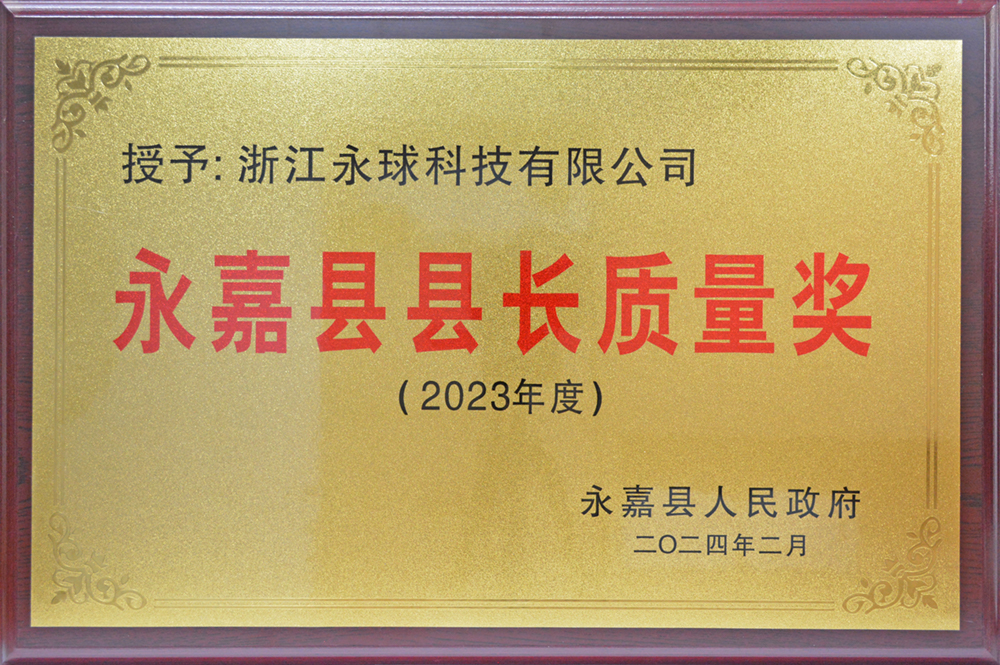 授予: 浙江永球科技有限公司
永嘉县县长质量奖
(2023年度)
永嘉县人民政府
二〇二四年二月